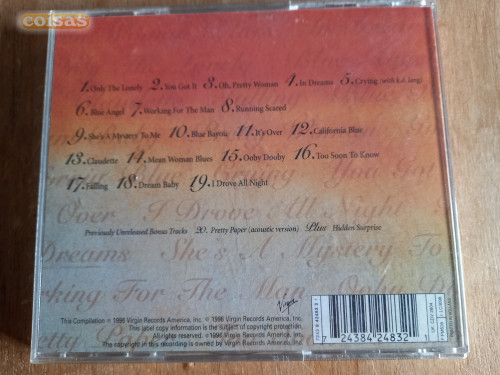 coisas
1. Only The Lonely 2. You Got It 3. Oh, Pretty Woman 4. In Dreams 5. Crying (with k.d. lang)
6. Blue Angel 7. Working For The Man 8. Running Scared
9. She's A Mystery To Me 10. Blue Bayou 11. It's Over 12. California Blue
13. Claudette 14. Mean Woman Blues 15. Ooby Dooby 16. Too Soon To Know
17. Falling 18. Dream Baby 19. I Drove All Night
Over I Drove All Night
Previously Unreleased Bonus Tracks 20. Pretty Paper (acoustic version) Plus Hidden Surprise
Dreams She's A Mystery To
rking For The Man Ooby Doob
This Compilation ℗ 1996 Virgin Records America, Inc. © 1996 Virgin Records America, Inc.
This label copy information is the subject of copyright protection.
All rights reserved. © 1996 Virgin Records America, Inc.
The copyright in this recording is owned by Virgin Records America, Inc.
Virgin
7 24384 24832 1